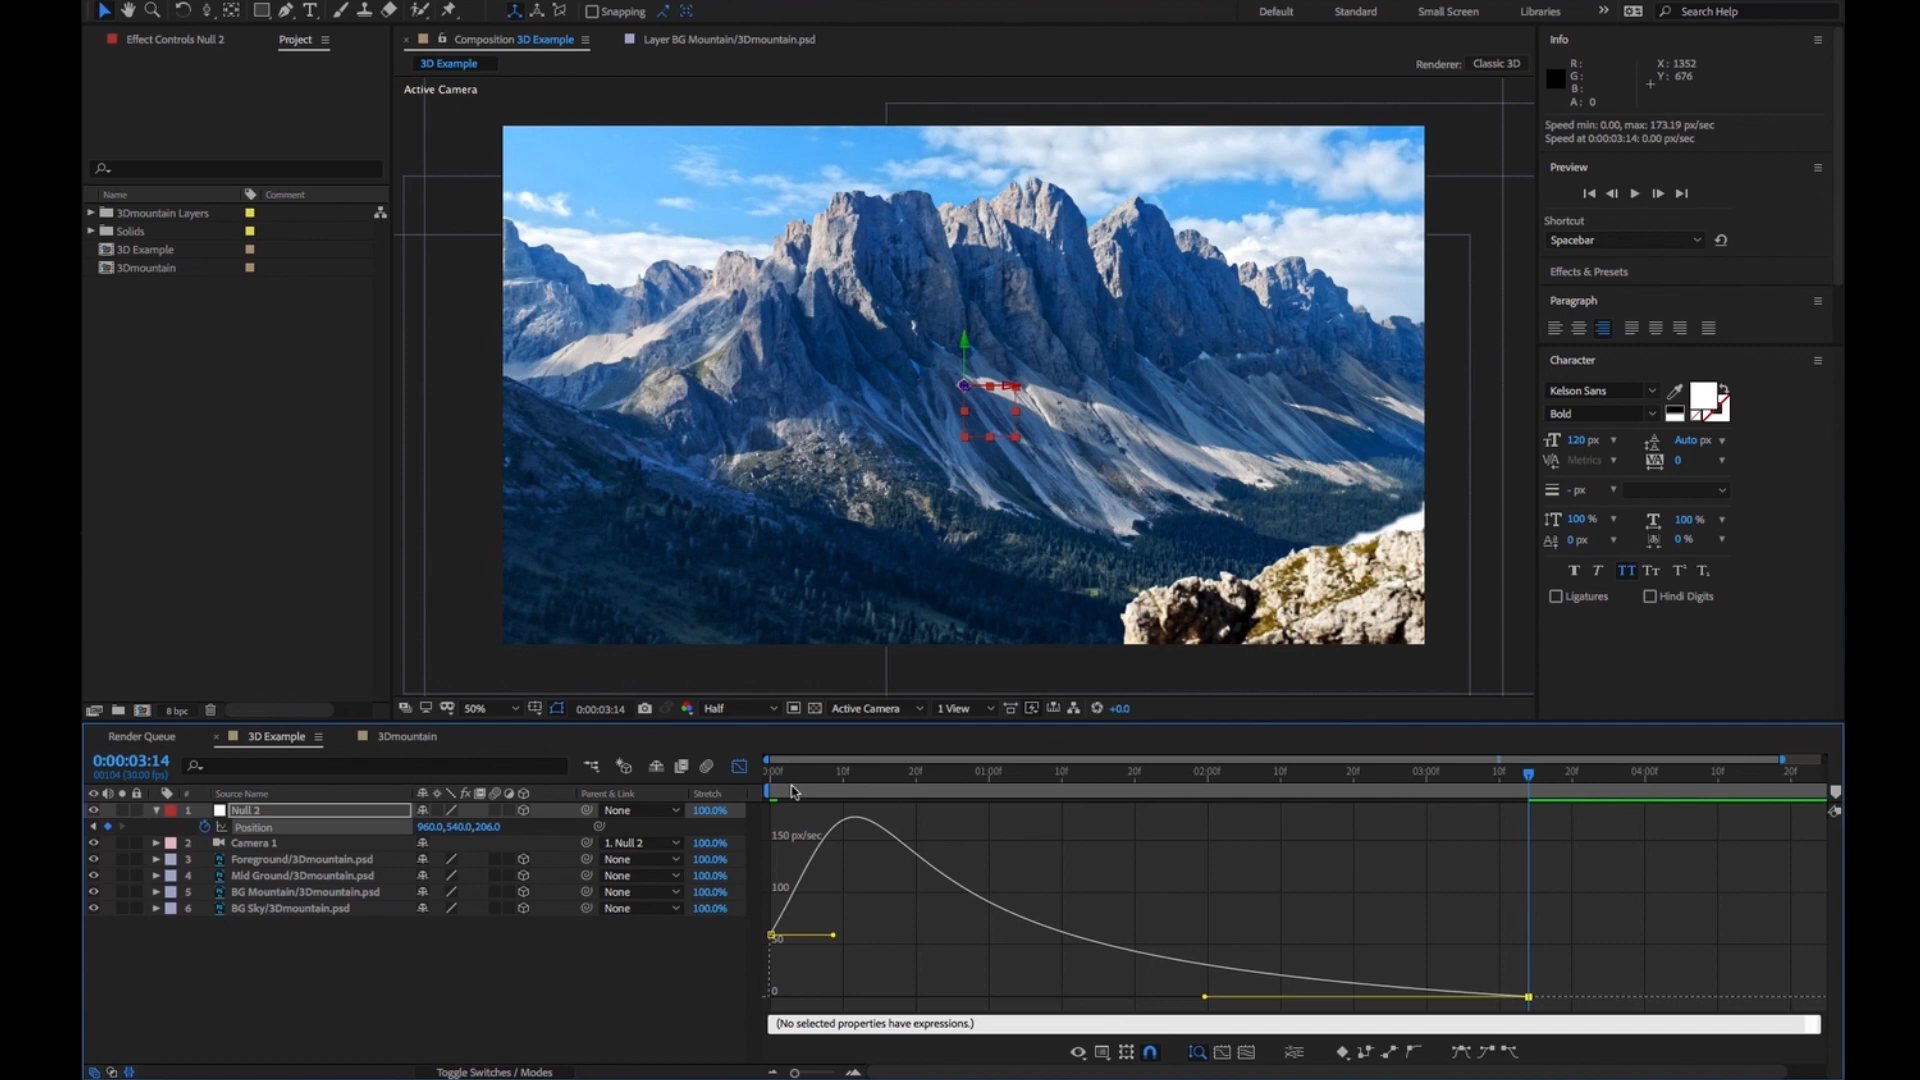 Snapping
Default
Standard
Small Screen
Libraries
Search Help
Effect Controls Null 2
Project
Composition 3D Example
Layer BG Mountain/3Dmountain.psd
3D Example
Renderer: Classic 3D
Active Camera
Name
Comment
3Dmountain Layers
Solids
3D Example
3Dmountain
Info
R:
G:
B:
A: 0
X: 1352
Y: 676
Speed min: 0.00, max: 173.19 px/sec
Speed at 0:00:03:14: 0.00 px/sec
Preview
Shortcut
Spacebar
Effects & Presets
Paragraph
Character
Kelson Sans
Bold
120 px
Auto px
Metrics
0
- px
100 %
100 %
0 px
0 %
Ligatures
Hindi Digits
8 bpc
50%
0:00:03:14
Half
Active Camera
1 View
+0.0
Render Queue
3D Example
3Dmountain
0:00:03:14
00104 (30.00 fps)
# Source Name
Parent & Link
Stretch
1 Null 2 None 100.0%
Position 960.0,540.0,206.0
2 Camera 1 1. Null 2 100.0%
3 Foreground/3Dmountain.psd None 100.0%
4 Mid Ground/3Dmountain.psd None 100.0%
5 BG Mountain/3Dmountain.psd None 100.0%
6 BG Sky/3Dmountain.psd None 100.0%
0:00f 10f 20f 01:00f 10f 20f 02:00f 10f 20f 03:00f 10f 20f 04:00f 10f 20f
150 px/sec
100
50
0
(No selected properties have expressions.)
Toggle Switches / Modes